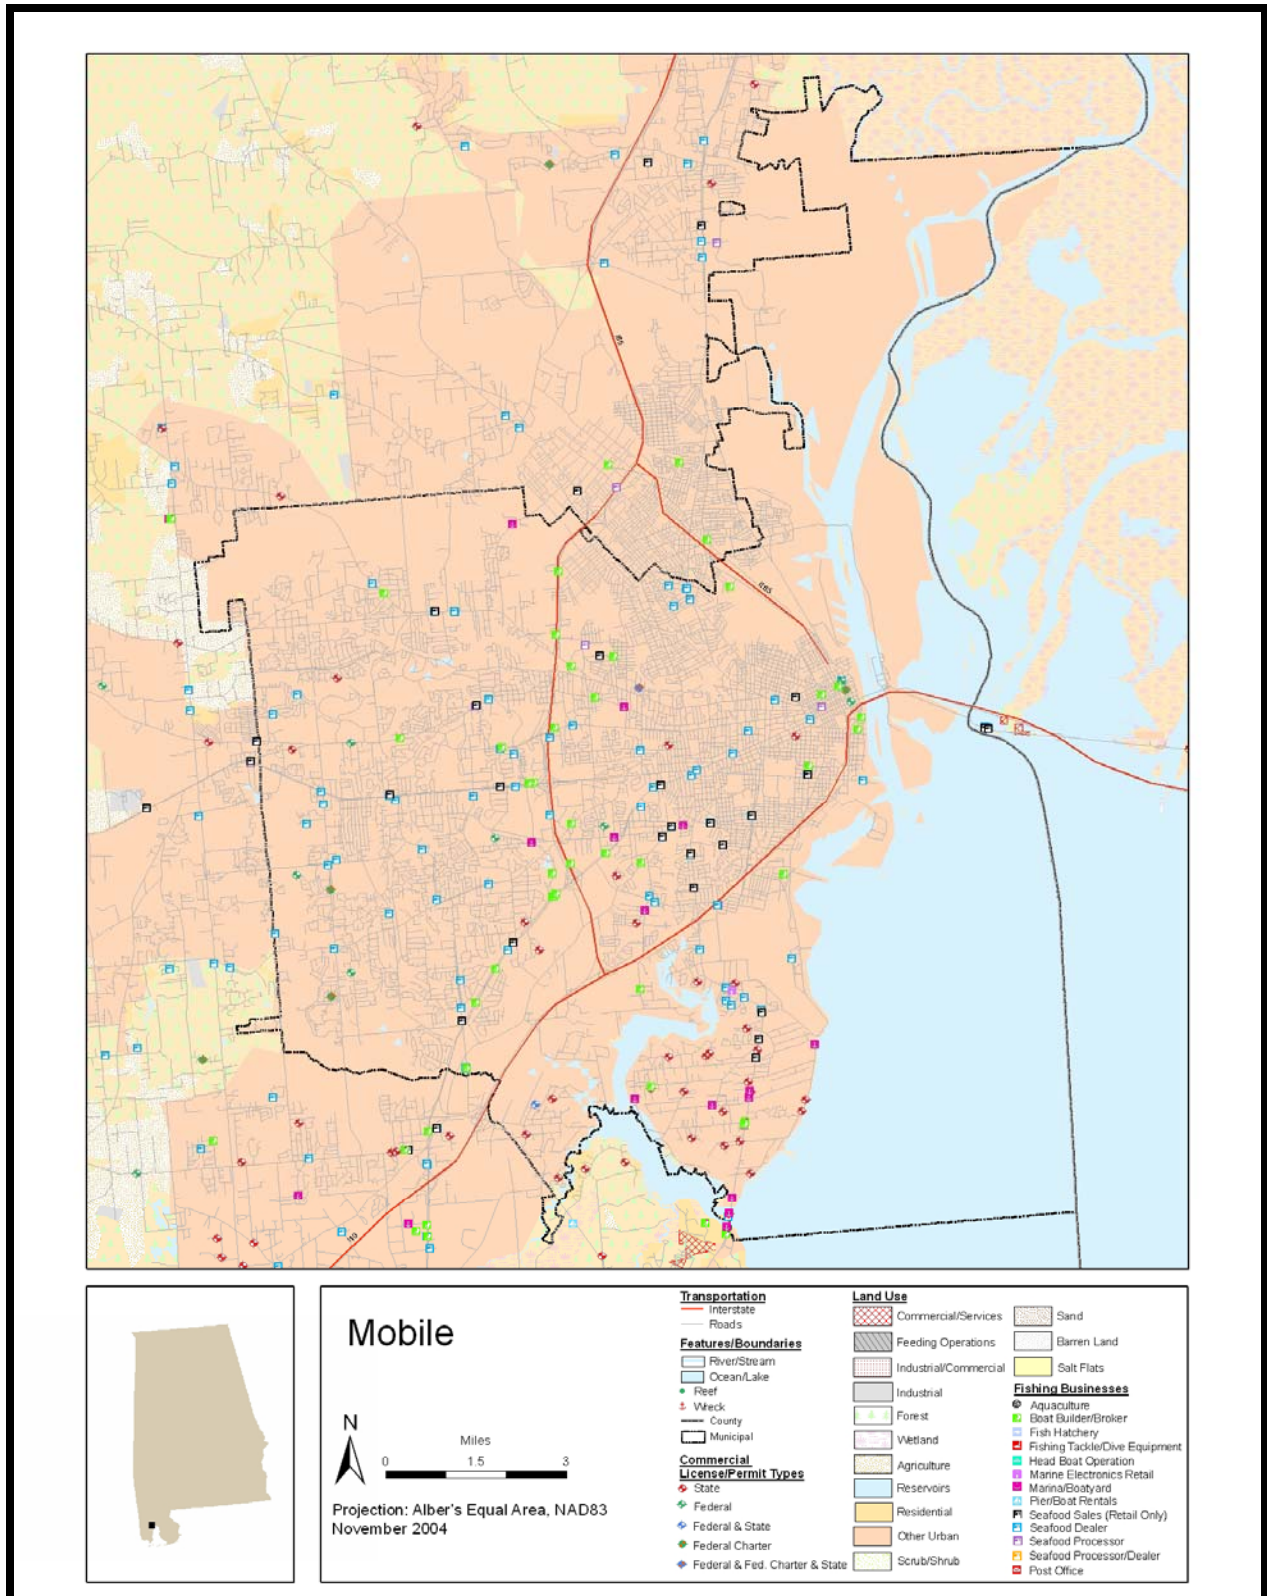 I65
I165
I10
Mobile
N
Miles
0 1.5 3
Projection: Alber's Equal Area, NAD83
November 2004
Transportation
Interstate
Roads
Features/Boundaries
River/Stream
Ocean/Lake
Reef
Wreck
County
Municipal
Commercial
License/Permit Types
State
Federal
Federal & State
Federal Charter
Federal & Fed. Charter & State
Land Use
Commercial/Services
Feeding Operations
Industrial/Commercial
Industrial
Forest
Wetland
Agriculture
Reservoirs
Residential
Other Urban
Scrub/Shrub
Sand
Barren Land
Salt Flats
Fishing Businesses
Aquaculture
Boat Builder/Broker
Fish Hatchery
Fishing Tackle/Dive Equipment
Head Boat Operation
Marine Electronics Retail
Marina/Boatyard
Pier/Boat Rentals
Seafood Sales (Retail Only)
Seafood Dealer
Seafood Processor
Seafood Processor/Dealer
Post Office